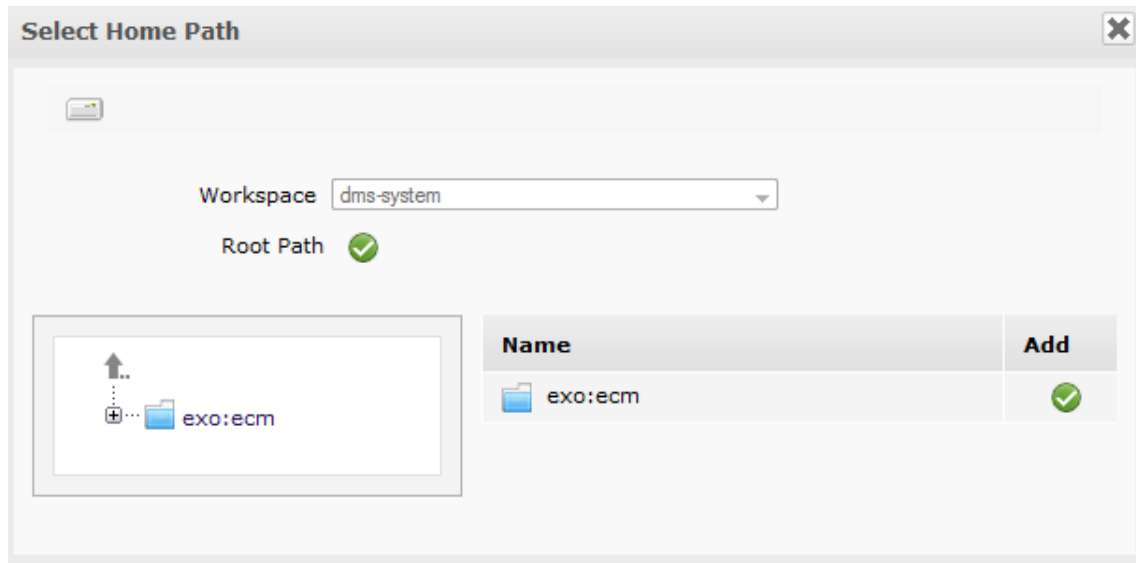 Select Home Path
Workspace dms-system
Root Path
..
exo:ecm
Name Add
exo:ecm